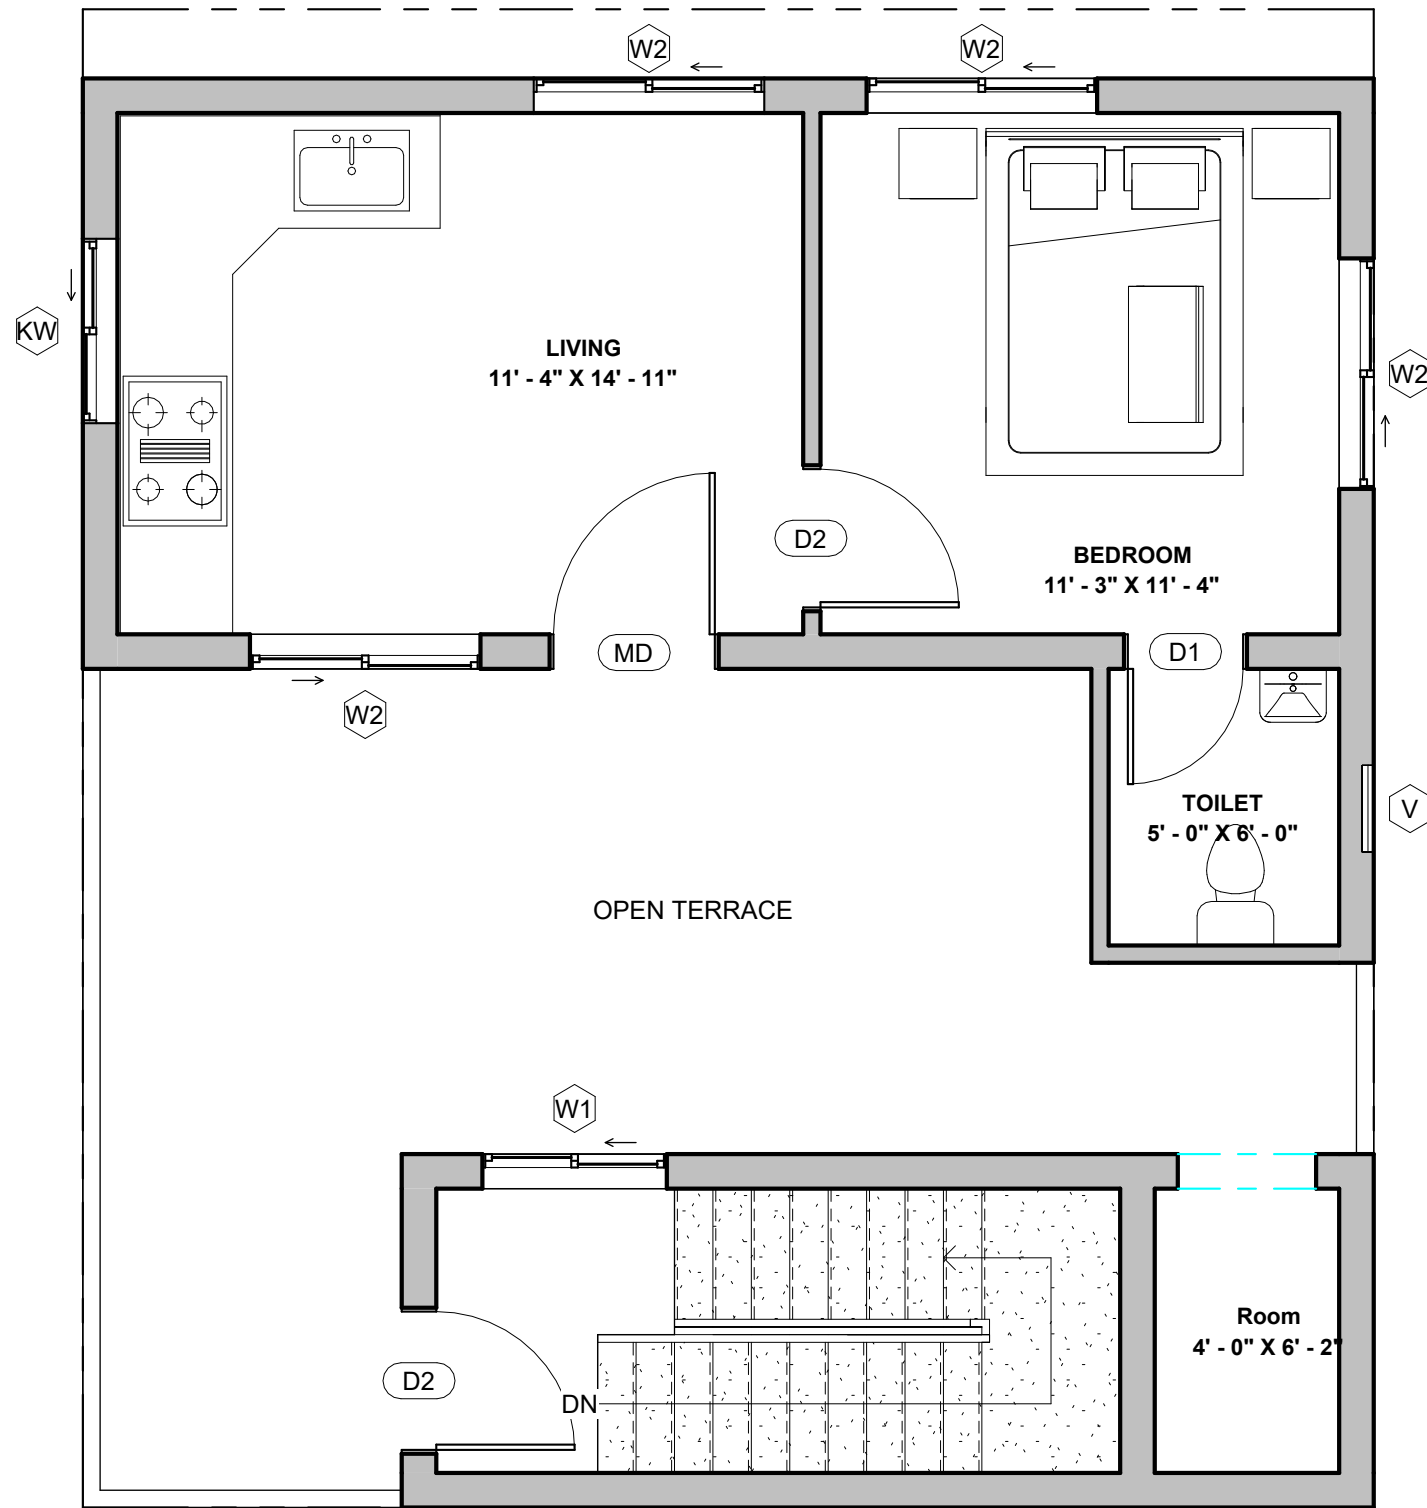 W2
W2
KW
LIVING
11' - 4" X 14' - 11"
W2
D2
BEDROOM
11' - 3" X 11' - 4"
MD
D1
W2
TOILET
5' - 0" X 6' - 0"
V
OPEN TERRACE
W1
Room
4' - 0" X 6' - 2"
D2
DN